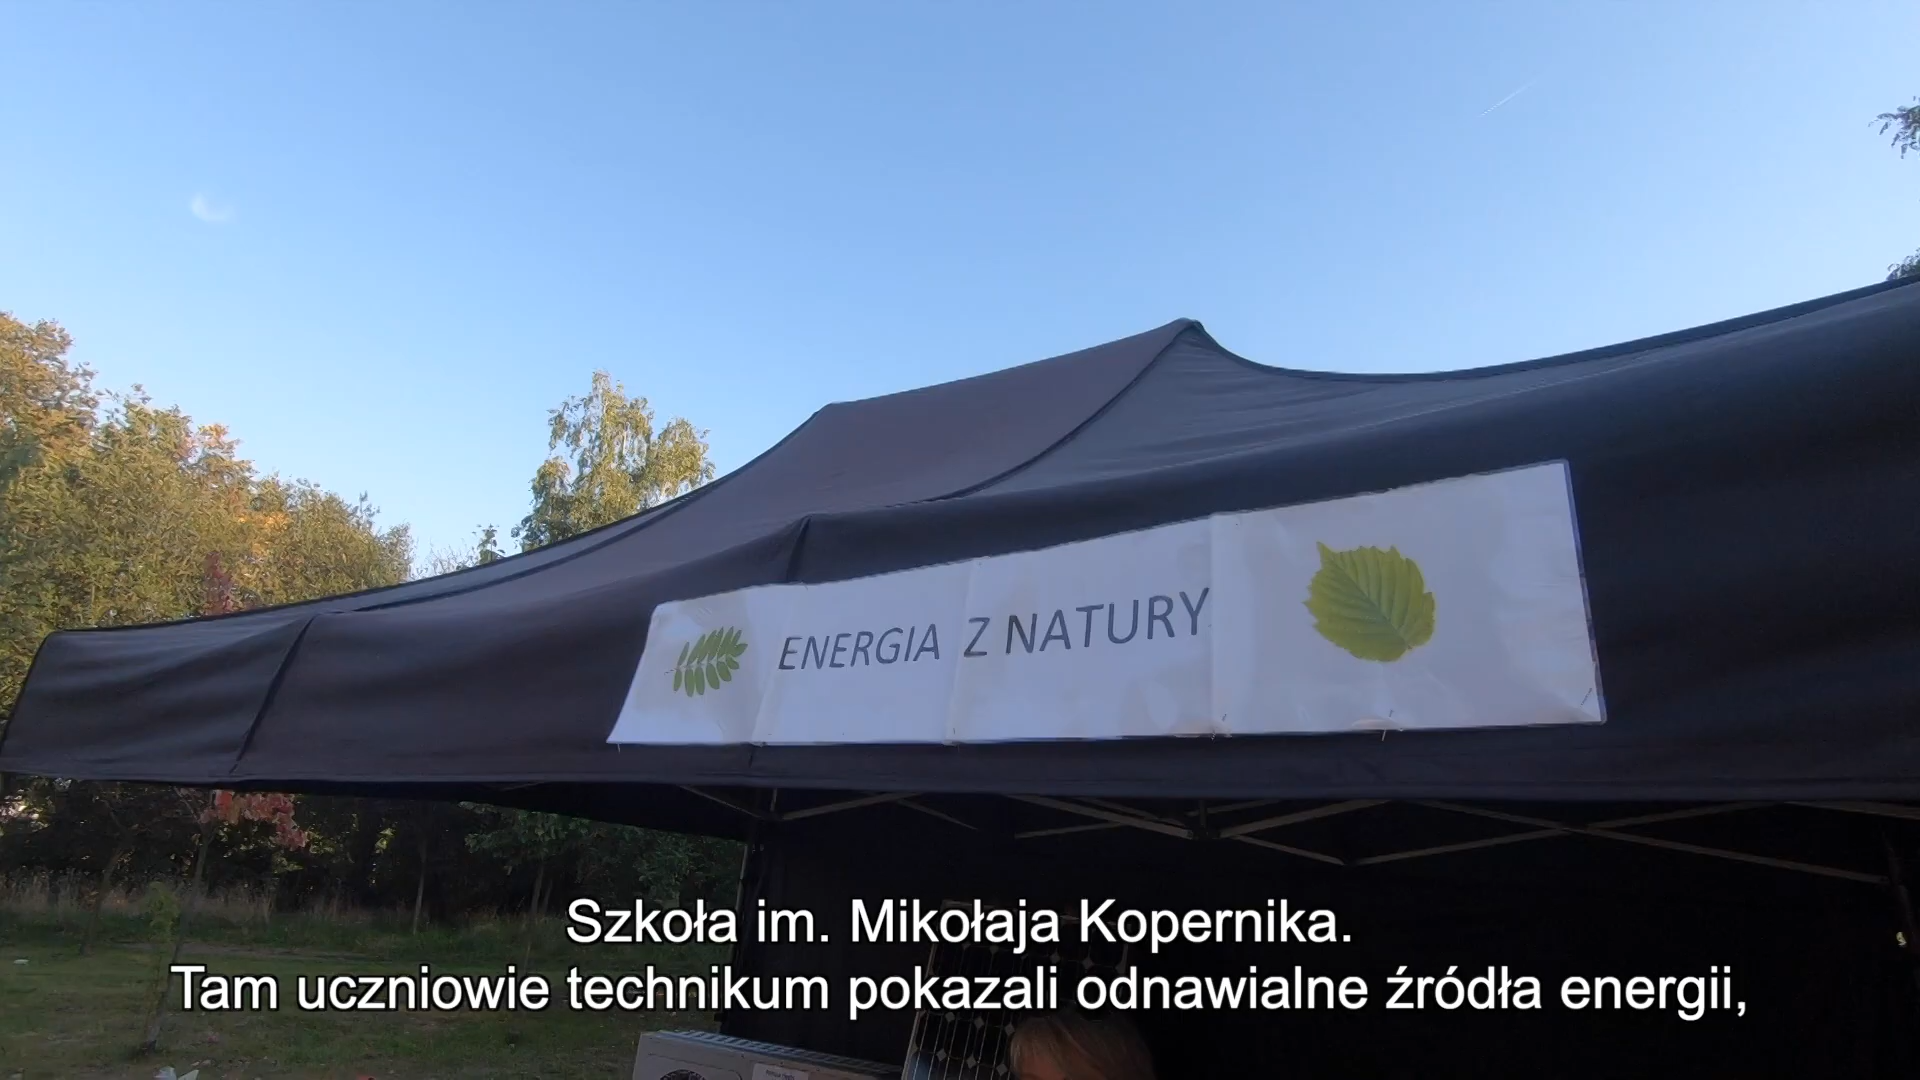 ENERGIA Z NATURY
Szkoła im. Mikołaja Kopernika.
Tam uczniowie technikum pokazali odnawialne źródła energii,